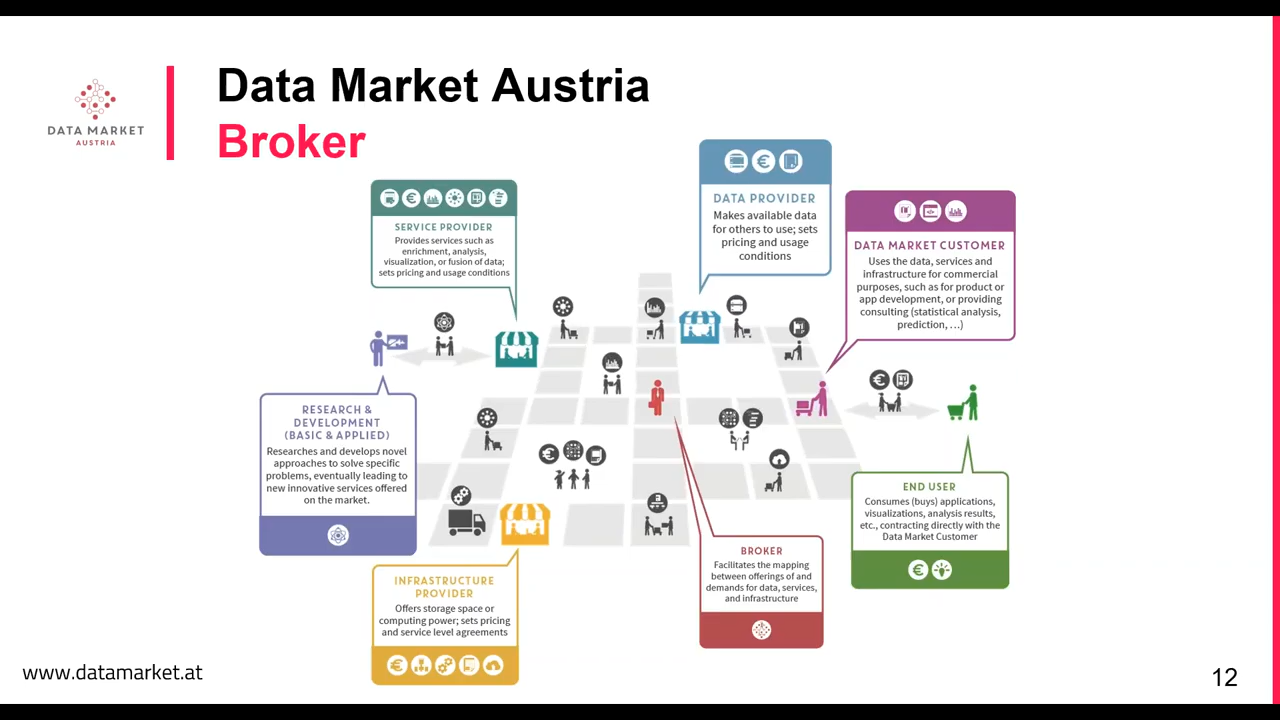 Data Market Austria
Broker
DATA MARKET
AUSTRIA
SERVICE PROVIDER
Provides services such as
enrichment, analysis,
visualization, or fusion of data;
sets pricing and usage conditions
DATA PROVIDER
Makes available data
for others to use; sets
pricing and usage
conditions
DATA MARKET CUSTOMER
Uses the data, services and
infrastructure for commercial
purposes, such as for product or
app development, or providing
consulting (statistical analysis,
prediction, …)
RESEARCH &
DEVELOPMENT
(BASIC & APPLIED)
Researches and develops novel
approaches to solve specific
problems, eventually leading to
new innovative services offered
on the market.
END USER
Consumes (buys) applications,
visualizations, analysis results,
etc., contracting directly with the
Data Market Customer
BROKER
Facilitates the mapping
between offerings of and
demands for data, services,
and infrastructure
INFRASTRUCTURE
PROVIDER
Offers storage space or
computing power; sets pricing
and service level agreements
www.datamarket.at
12